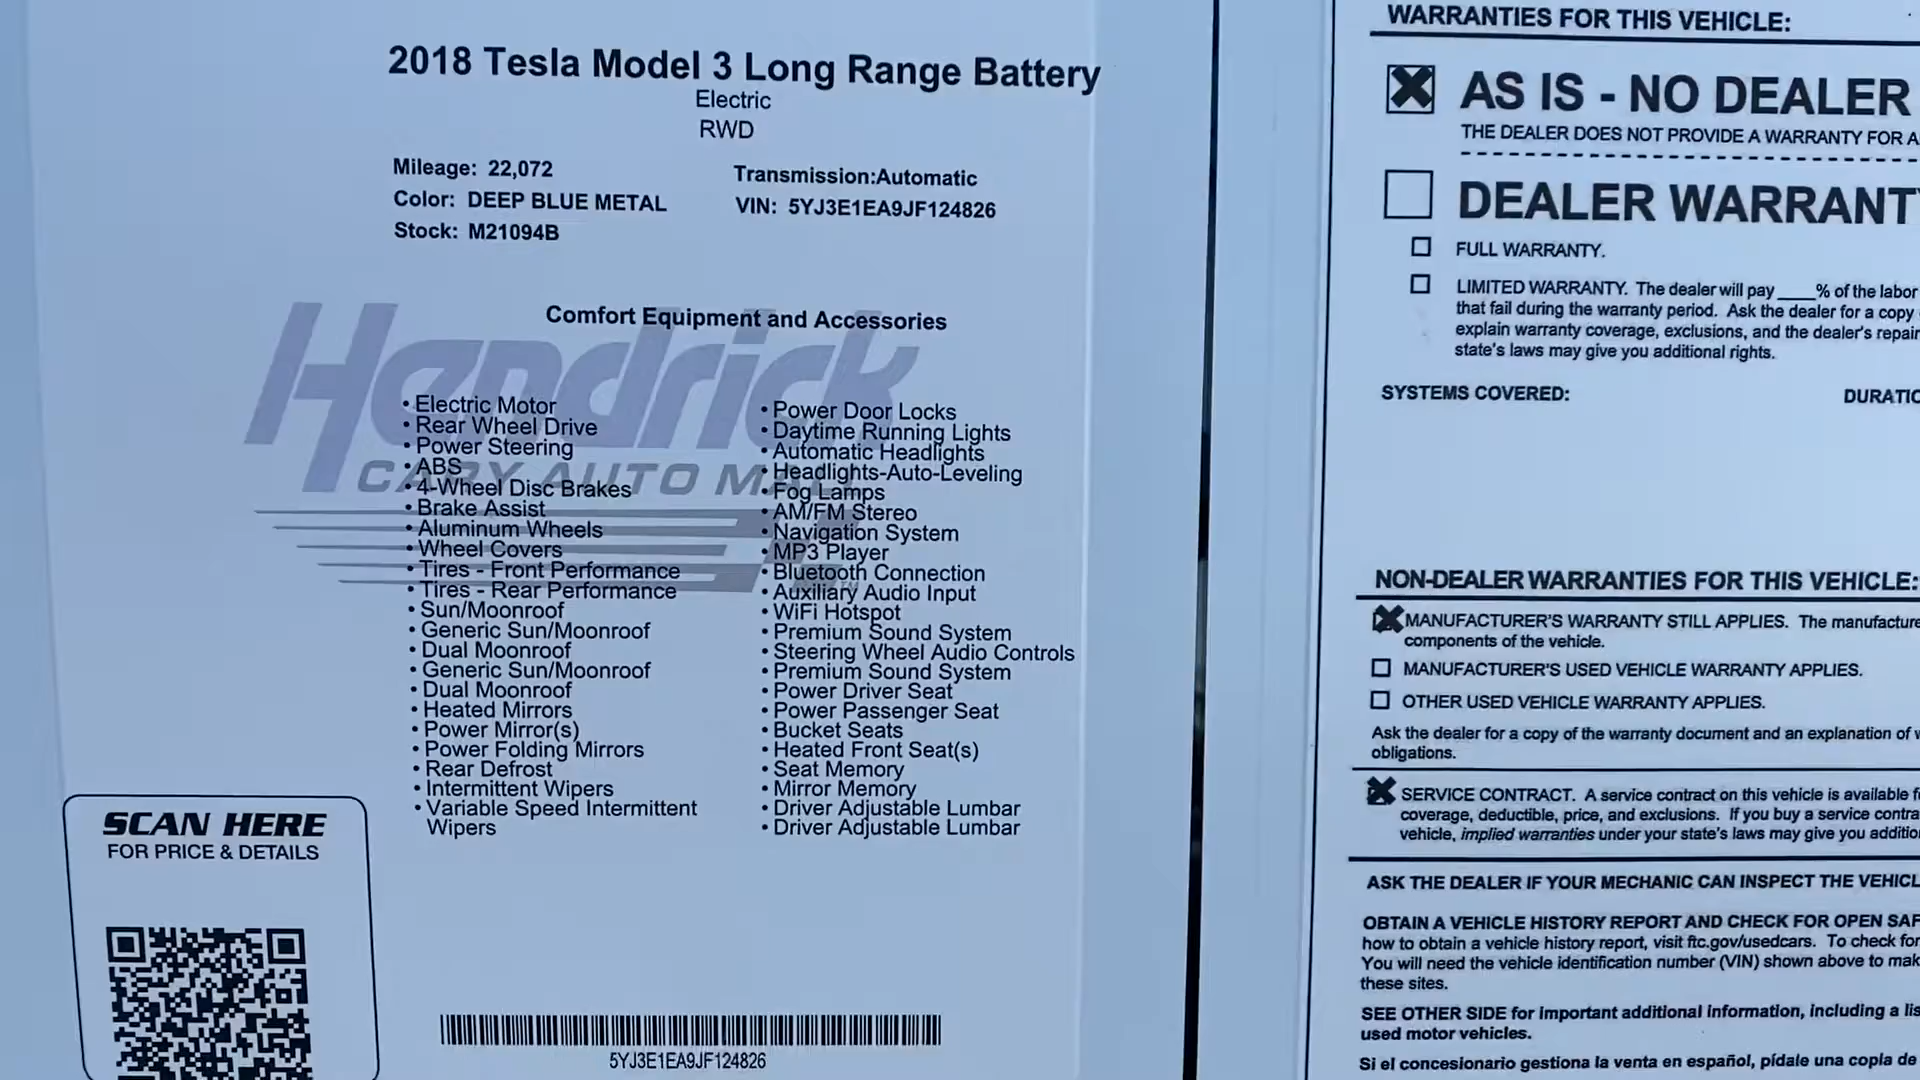 2018 Tesla Model 3 Long Range Battery
Electric
RWD
Mileage: 22,072
Color: DEEP BLUE METAL
Stock: M21094B
Transmission:Automatic
VIN: 5YJ3E1EA9JF124826
Comfort Equipment and Accessories
Hendrick
CARY AUTO MA
• Electric Motor
• Rear Wheel Drive
• Power Steering
• ABS
• 4-Wheel Disc Brakes
• Brake Assist
• Aluminum Wheels
• Wheel Covers
• Tires - Front Performance
• Tires - Rear Performance
• Sun/Moonroof
• Generic Sun/Moonroof
• Dual Moonroof
• Generic Sun/Moonroof
• Dual Moonroof
• Heated Mirrors
• Power Mirror(s)
• Power Folding Mirrors
• Rear Defrost
• Intermittent Wipers
• Variable Speed Intermittent
Wipers
• Power Door Locks
• Daytime Running Lights
• Automatic Headlights
• Headlights-Auto-Leveling
• Fog Lamps
• AM/FM Stereo
• Navigation System
• MP3 Player
• Bluetooth Connection
• Auxiliary Audio Input
• WiFi Hotspot
• Premium Sound System
• Steering Wheel Audio Controls
• Premium Sound System
• Power Driver Seat
• Power Passenger Seat
• Bucket Seats
• Heated Front Seat(s)
• Seat Memory
• Mirror Memory
• Driver Adjustable Lumbar
• Driver Adjustable Lumbar
SCAN HERE
FOR PRICE & DETAILS
5YJ3E1EA9JF124826
WARRANTIES FOR THIS VEHICLE:
AS IS - NO DEALER
THE DEALER DOES NOT PROVIDE A WARRANTY FOR A
DEALER WARRANTY
FULL WARRANTY.
LIMITED WARRANTY. The dealer will pay ____% of the labor
that fail during the warranty period. Ask the dealer for a copy
explain warranty coverage, exclusions, and the dealer's repair
state's laws may give you additional rights.
SYSTEMS COVERED:
DURATIO
NON-DEALER WARRANTIES FOR THIS VEHICLE:
MANUFACTURER'S WARRANTY STILL APPLIES. The manufacture
components of the vehicle.
MANUFACTURER'S USED VEHICLE WARRANTY APPLIES.
OTHER USED VEHICLE WARRANTY APPLIES.
Ask the dealer for a copy of the warranty document and an explanation of w
obligations.
SERVICE CONTRACT. A service contract on this vehicle is available f
coverage, deductible, price, and exclusions. If you buy a service contra
vehicle, implied warranties under your state's laws may give you additio
ASK THE DEALER IF YOUR MECHANIC CAN INSPECT THE VEHICL
OBTAIN A VEHICLE HISTORY REPORT AND CHECK FOR OPEN SAF
how to obtain a vehicle history report, visit ftc.gov/usedcars. To check for
You will need the vehicle identification number (VIN) shown above to mak
these sites.
SEE OTHER SIDE for important additional information, including a lis
used motor vehicles.
Si el concesionario gestiona la venta en español, pídale una copia de